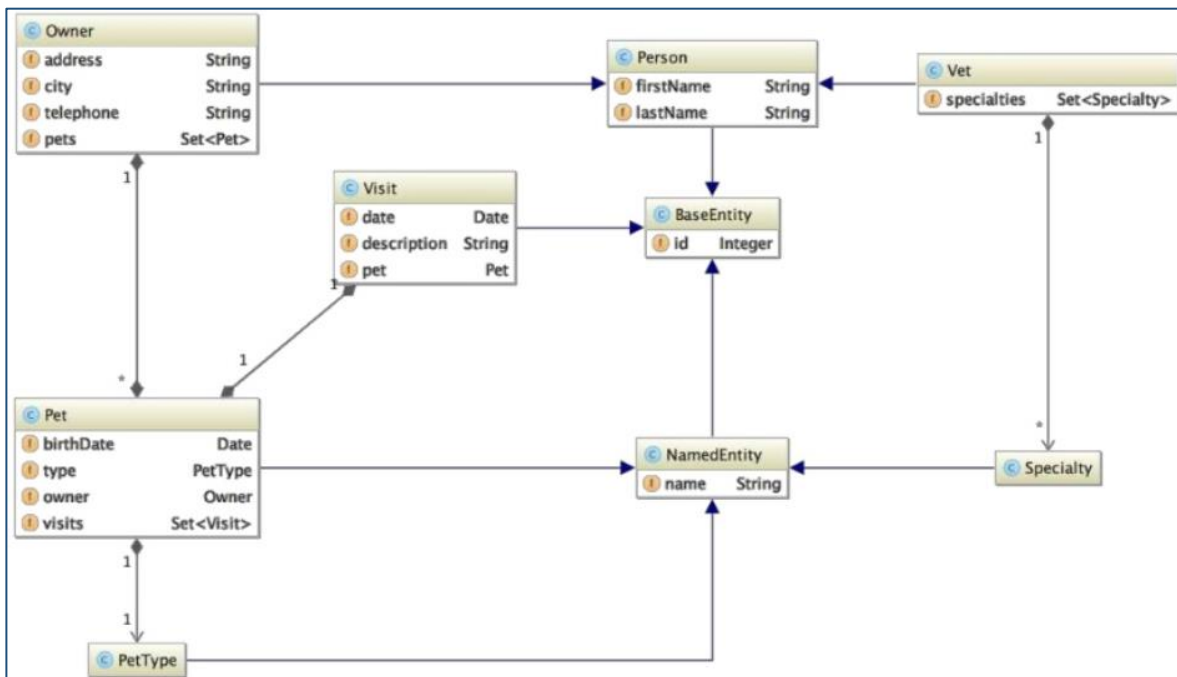 C Owner
f address String
f city String
f telephone String
f pets Set<Pet>
C Person
f firstName String
f lastName String
C Vet
f specialties Set<Specialty>
1
1
C Visit
f date Date
f description String
f pet Pet
1
C BaseEntity
f id Integer
1
*
C Pet
f birthDate Date
f type PetType
f owner Owner
f visits Set<Visit>
*
C NamedEntity
f name String
C Specialty
1
1
C PetType